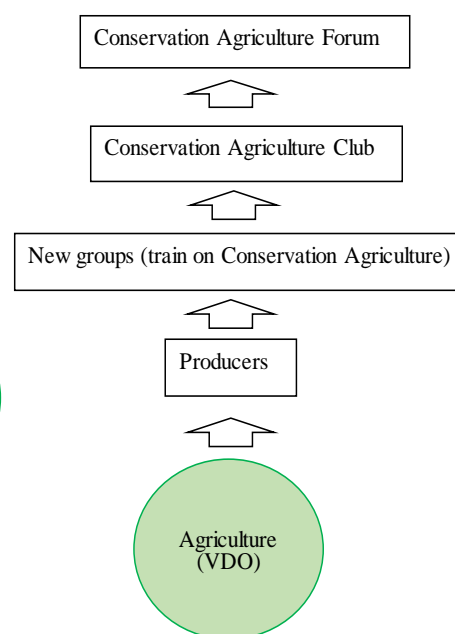 Conservation Agriculture Forum
Conservation Agriculture Club
New groups (train on Conservation Agriculture)
Producers
Agriculture
(VDO)